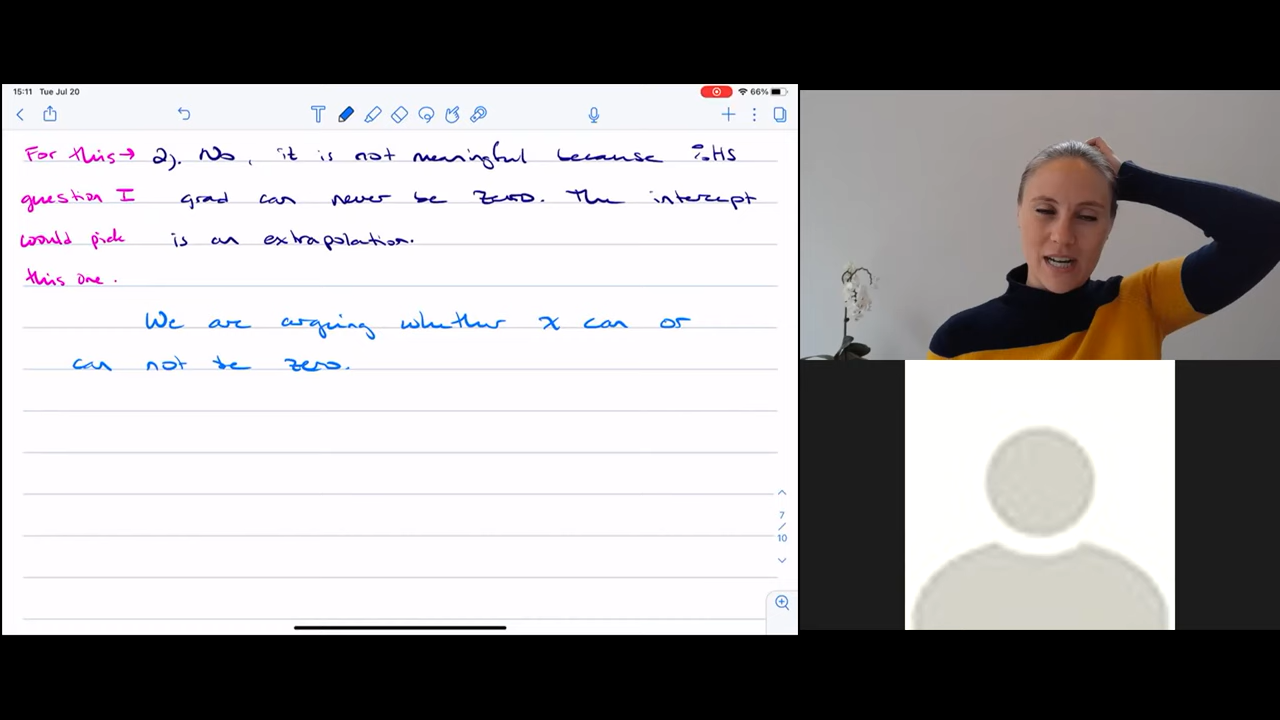 15:11 Tue Jul 20
66%
For this → 2). No, it is not meaningful because %HS
question I grad can never be zero. The intercept
would pick is an extrapolation.
this one.
We are arguing whether x can or
can not be zero.
7
/
10